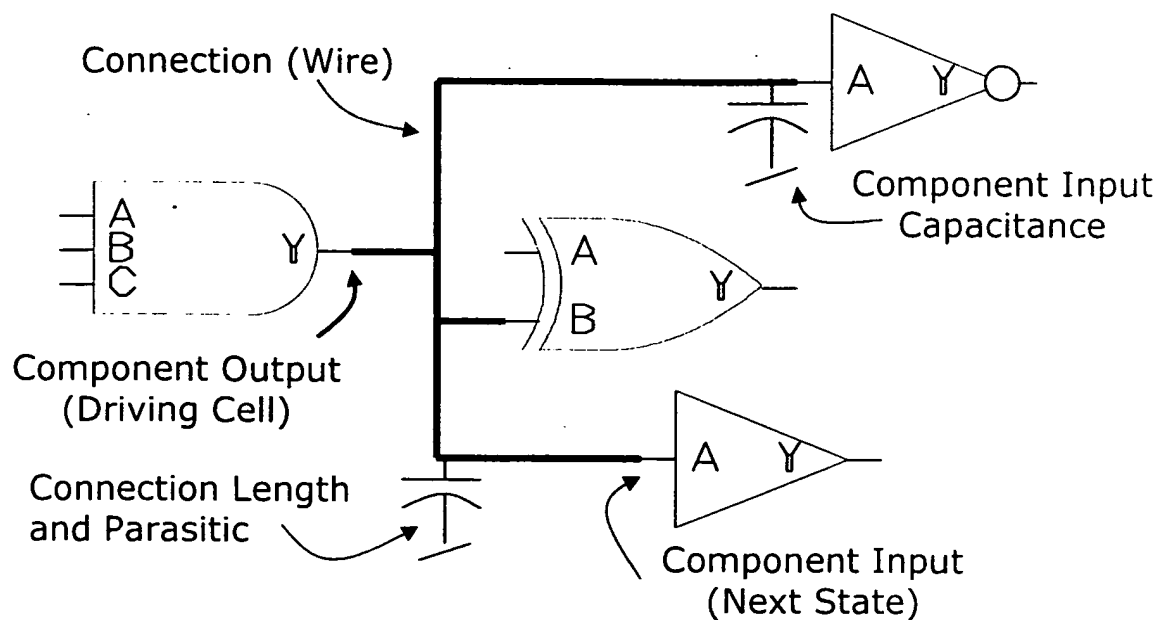 Connection (Wire)
A Y
Component Input
Capacitance
A
B Y
C
A
Y
B
Component Output
(Driving Cell)
A Y
Connection Length
and Parasitic
Component Input
(Next State)